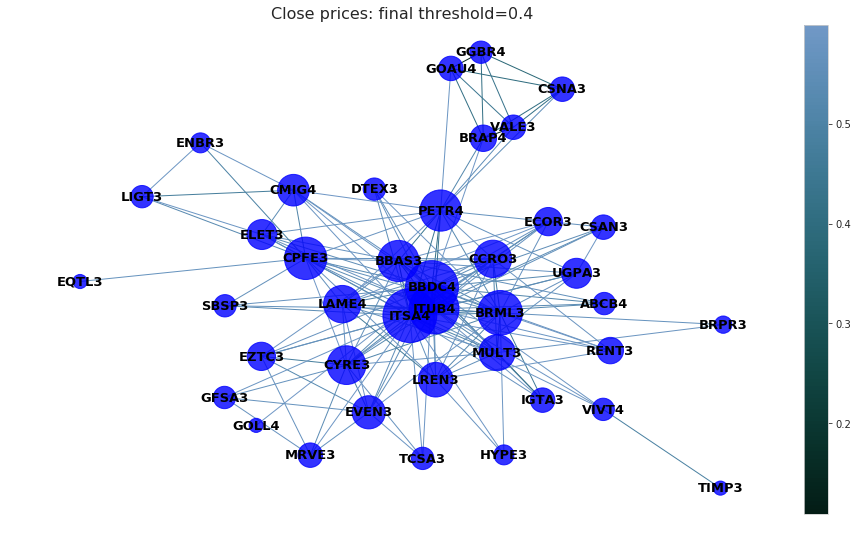 Close prices: final threshold=0.4
GGBR4
GOAU4
CSNA3
VALE3
BRAP4
ENBR3
DTEX3
CMIG4
LIGT3
PETR4
ECOR3
CSAN3
ELET3
CPFE3
BBAS3
CCRO3
UGPA3
EQTL3
BBDC4
SBSP3
LAME4
ITUB4
ITSA4
BRML3
ABCB4
BRPR3
MULT3
RENT3
EZTC3
CYRE3
LREN3
GFSA3
IGTA3
VIVT4
EVEN3
GOLL4
MRVE3
TCSA3
HYPE3
TIMP3
0.5
0.4
0.3
0.2